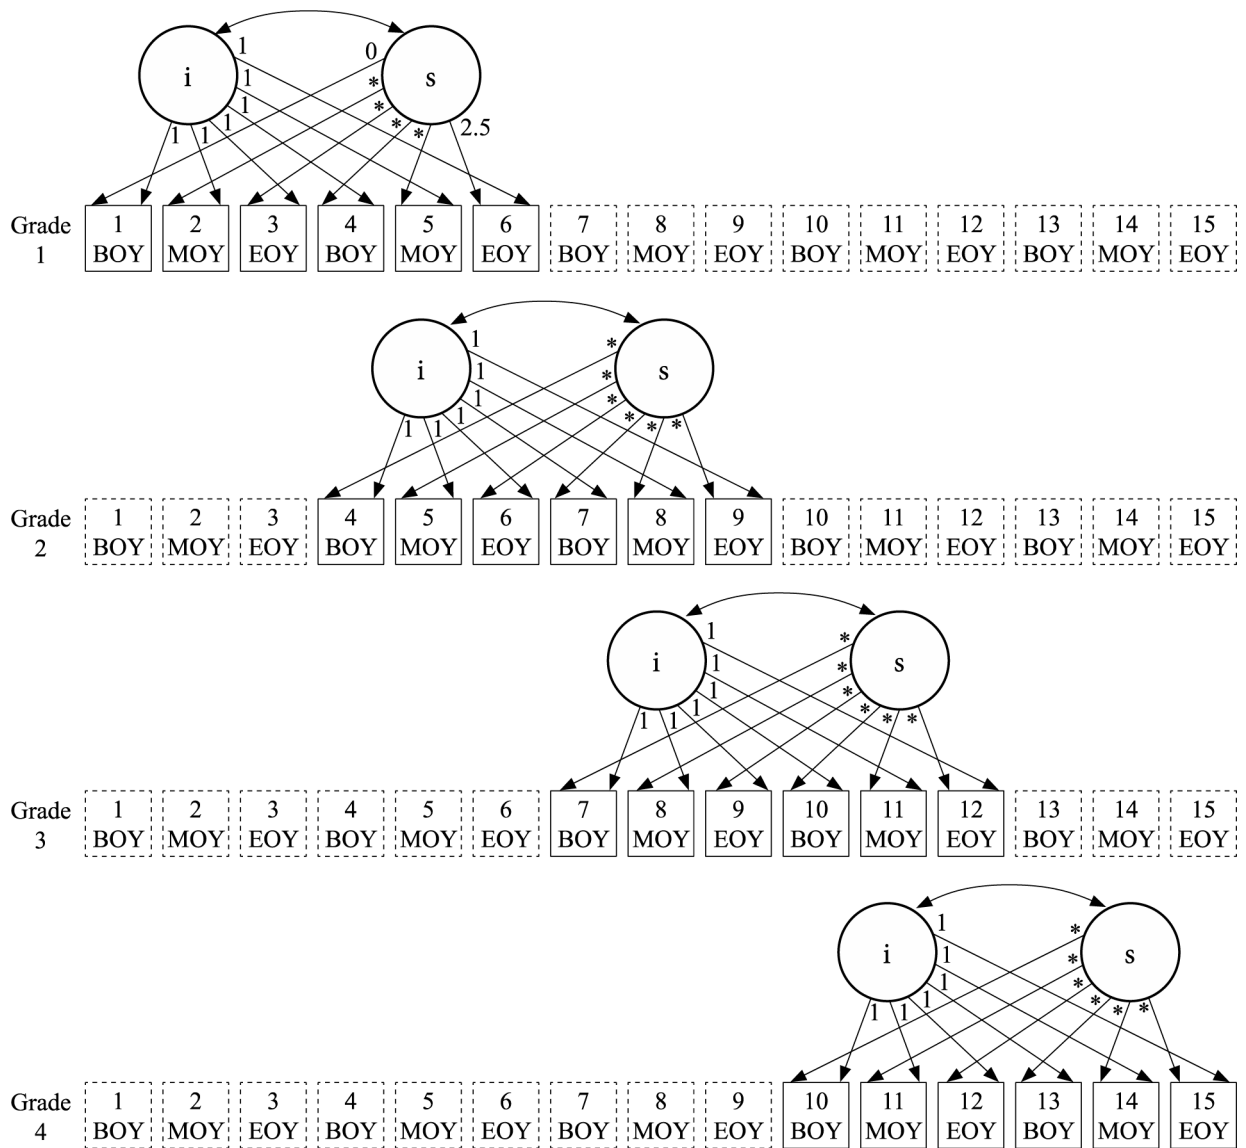 i s
1 0
1 *
1 *
1 1 1 * * 2.5
Grade 1 2 3 4 5 6 7 8 9 10 11 12 13 14 15
1 BOY MOY EOY BOY MOY EOY BOY MOY EOY BOY MOY EOY BOY MOY EOY
i s
1 *
1 *
1 *
1 1 1 * * *
Grade 1 2 3 4 5 6 7 8 9 10 11 12 13 14 15
2 BOY MOY EOY BOY MOY EOY BOY MOY EOY BOY MOY EOY BOY MOY EOY
i s
1 *
1 *
1 *
1 1 1 * * *
Grade 1 2 3 4 5 6 7 8 9 10 11 12 13 14 15
3 BOY MOY EOY BOY MOY EOY BOY MOY EOY BOY MOY EOY BOY MOY EOY
i s
1 *
1 *
1 *
1 1 1 * * *
Grade 1 2 3 4 5 6 7 8 9 10 11 12 13 14 15
4 BOY MOY EOY BOY MOY EOY BOY MOY EOY BOY MOY EOY BOY MOY EOY